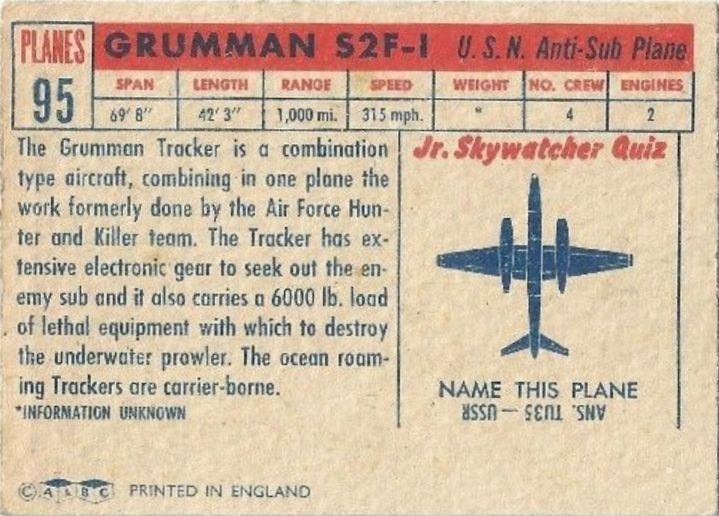 PLANES
95
GRUMMAN S2F-1 U.S.N. Anti-Sub Plane
SPAN LENGTH RANGE SPEED WEIGHT NO. CREW ENGINES
69' 8" 42' 3" 1,000 mi. 315 mph. * 4 2
The Grumman Tracker is a combination
type aircraft, combining in one plane the
work formerly done by the Air Force Hun-
ter and Killer team. The Tracker has ex-
tensive electronic gear to seek out the en-
emy sub and it also carries a 6000 lb. load
of lethal equipment with which to destroy
the underwater prowler. The ocean roam-
ing Trackers are carrier-borne.
*INFORMATION UNKNOWN
Jr. Skywatcher Quiz
NAME THIS PLANE
ANS. TU35 — USSR
© A & BC PRINTED IN ENGLAND